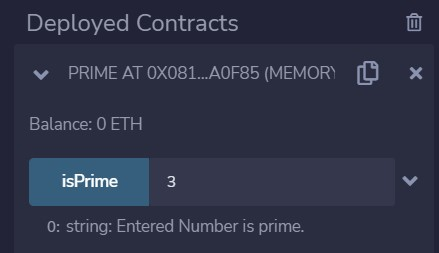 Deployed Contracts
PRIME AT 0X081...A0F85 (MEMORY
Balance: 0 ETH
isPrime 3
0: string: Entered Number is prime.